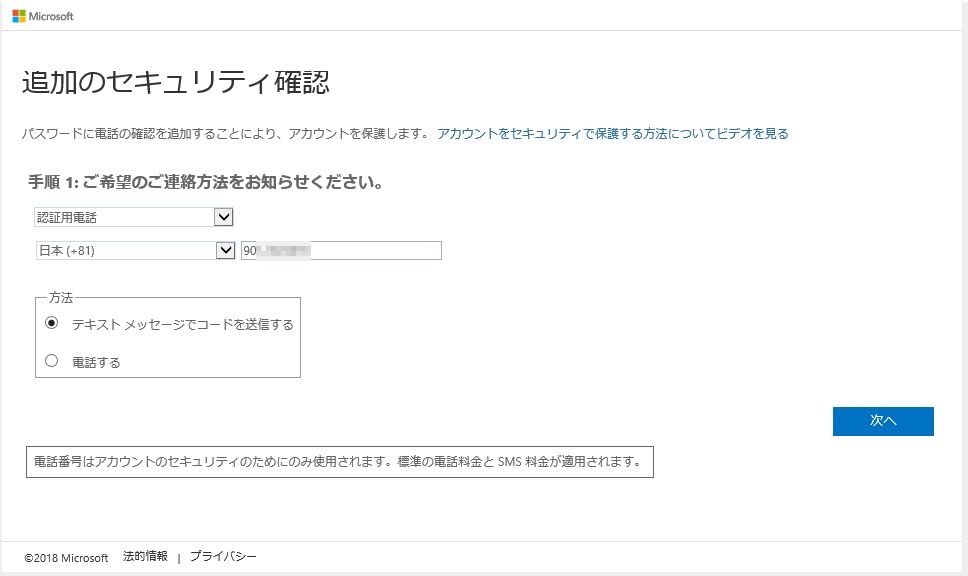 Microsoft
追加のセキュリティ確認
パスワードに電話の確認を追加することにより、アカウントを保護します。 アカウントをセキュリティで保護する方法についてビデオを見る
手順 1: ご希望のご連絡方法をお知らせください。
認証用電話
日本 (+81) 90
方法
テキスト メッセージでコードを送信する
電話する
次へ
電話番号はアカウントのセキュリティのためにのみ使用されます。標準の電話料金と SMS 料金が適用されます。
©2018 Microsoft 法的情報 | プライバシー